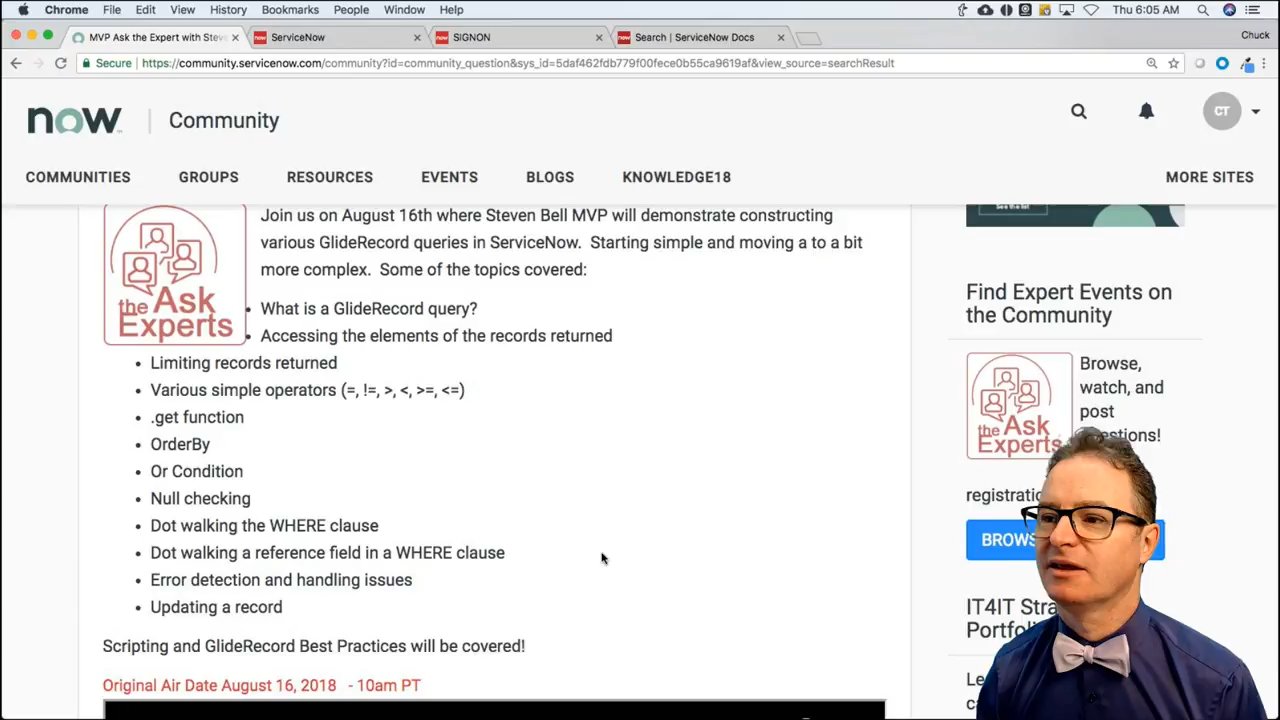 Chrome File Edit View History Bookmarks People Window Help Thu 6:05 AM
MVP Ask the Expert with Steve ServiceNow SIGNON Search | ServiceNow Docs Chuck
Secure https://community.servicenow.com/community?id=community_question&sys_id=5daf462fdb779f00fece0b55ca9619af&view_source=searchResult
now Community CT
COMMUNITIES GROUPS RESOURCES EVENTS BLOGS KNOWLEDGE18 MORE SITES
See the list
Join us on August 16th where Steven Bell MVP will demonstrate constructing
various GlideRecord queries in ServiceNow. Starting simple and moving a to a bit
more complex. Some of the topics covered:
the Ask
Experts
• What is a GlideRecord query?
• Accessing the elements of the records returned
• Limiting records returned
• Various simple operators (=, !=, >, <, >=, <=)
• .get function
• OrderBy
• Or Condition
• Null checking
• Dot walking the WHERE clause
• Dot walking a reference field in a WHERE clause
• Error detection and handling issues
• Updating a record
Scripting and GlideRecord Best Practices will be covered!
Original Air Date August 16, 2018 - 10am PT
Find Expert Events on
the Community
the Ask
Experts
Browse,
watch, and
post
IT4IT